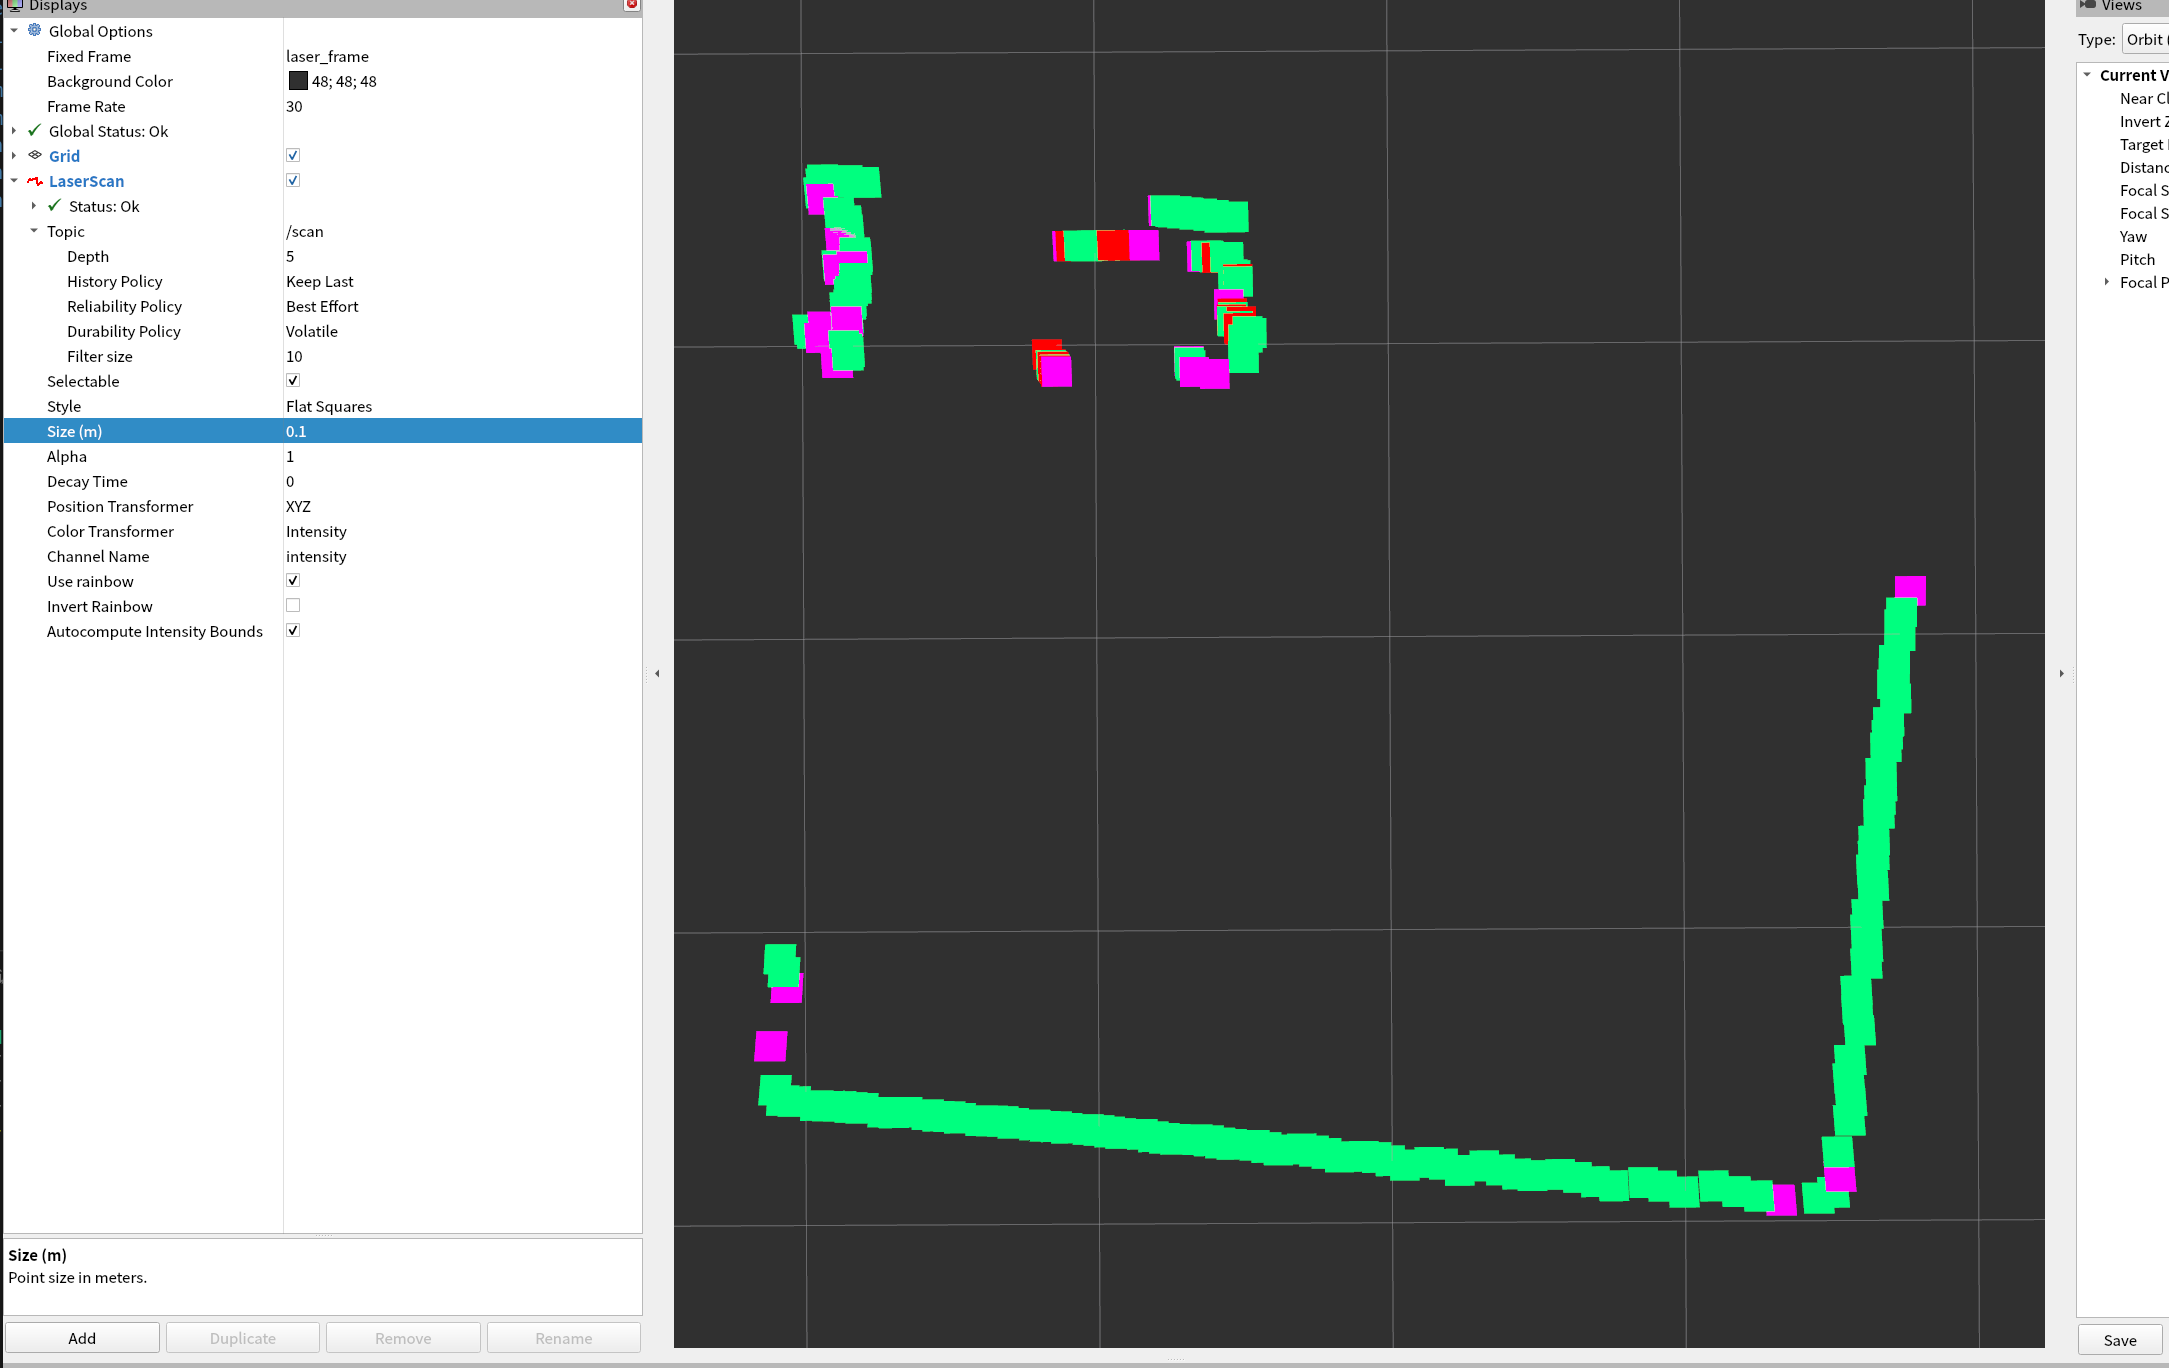 Displays
Global Options
Fixed Frame laser_frame
Background Color 48; 48; 48
Frame Rate 30
Global Status: Ok
Grid
LaserScan
Status: Ok
Topic /scan
Depth 5
History Policy Keep Last
Reliability Policy Best Effort
Durability Policy Volatile
Filter size 10
Selectable
Style Flat Squares
Size (m) 0.1
Alpha 1
Decay Time 0
Position Transformer XYZ
Color Transformer Intensity
Channel Name intensity
Use rainbow
Invert Rainbow
Autocompute Intensity Bounds
Size (m)
Point size in meters.
Add Duplicate Remove Rename
Views
Type: Orbit (
Current V
Near Cl
Invert Z
Target
Distanc
Focal S
Focal S
Yaw
Pitch
Focal P
Save